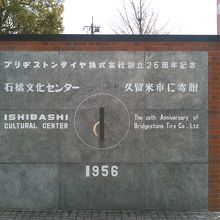 ブリヂストンタイヤ株式会社創立25周年記念
石橋文化センター 久留米市に寄贈
ISHIBASHI CULTURAL CENTER
The 25th Anniversary of Bridgestone Tire Co., Ltd.
1956